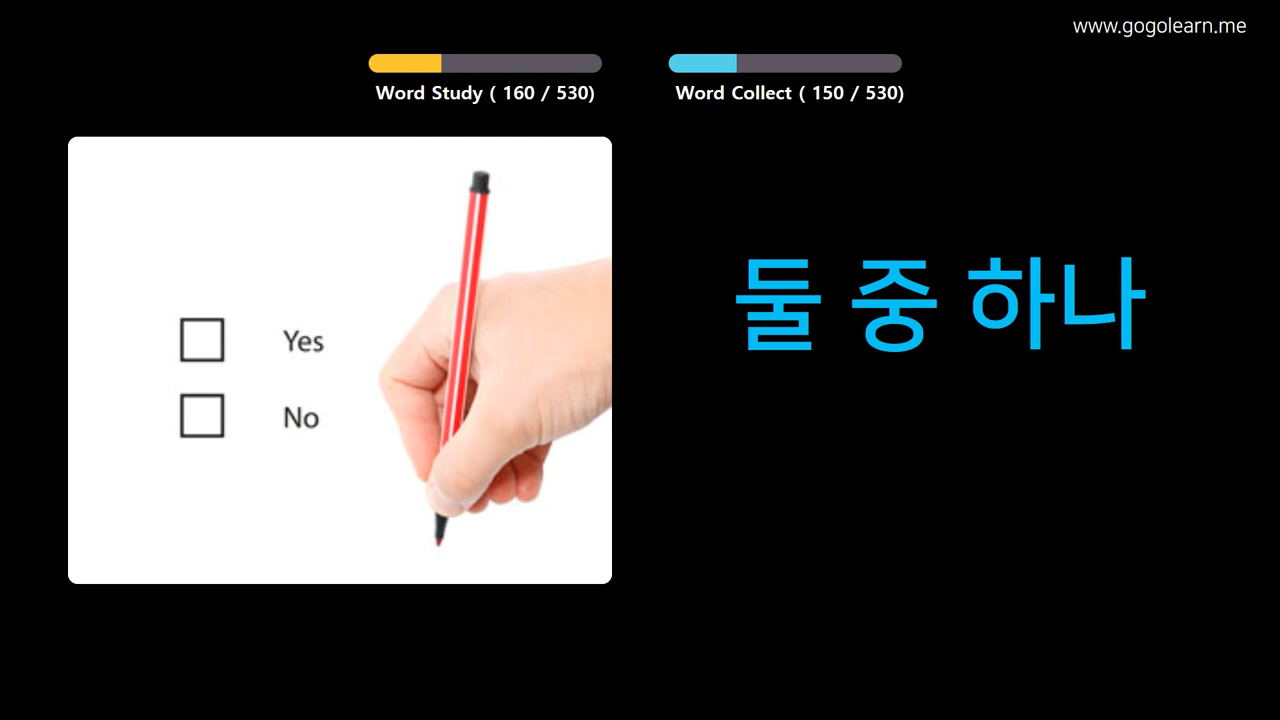 www.gogolearn.me
Word Study ( 160 / 530)
Word Collect ( 150 / 530)
Yes
No
둘 중 하나